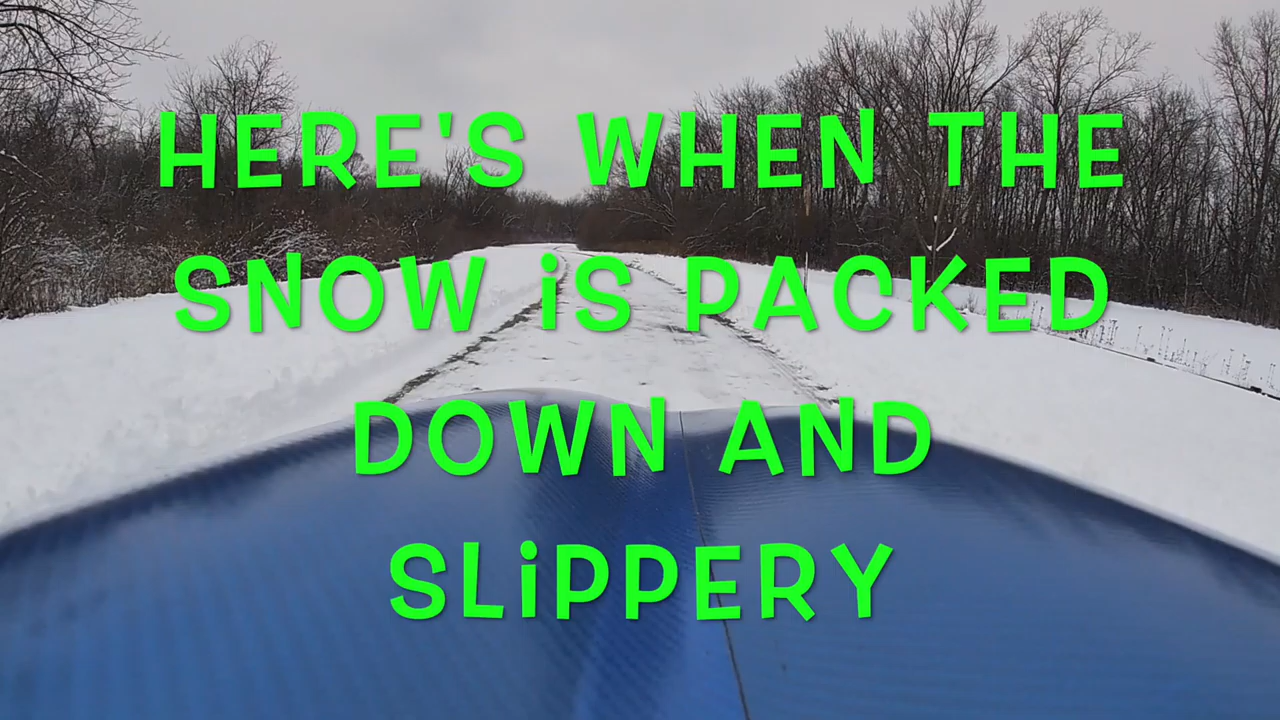 HERE'S WHEN THE
SNOW iS PACKED
DOWN AND
SLiPPERY